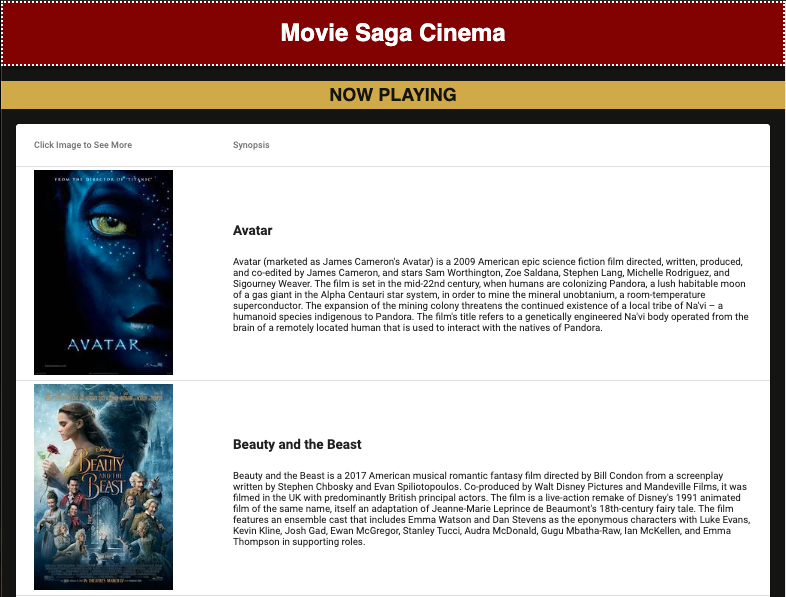 Movie Saga Cinema
NOW PLAYING
Click Image to See More
Synopsis
FROM THE DIRECTOR OF "TITANIC"
AVATAR
Avatar
Avatar (marketed as James Cameron's Avatar) is a 2009 American epic science fiction film directed, written, produced,
and co-edited by James Cameron, and stars Sam Worthington, Zoe Saldana, Stephen Lang, Michelle Rodriguez, and
Sigourney Weaver. The film is set in the mid-22nd century, when humans are colonizing Pandora, a lush habitable moon
of a gas giant in the Alpha Centauri star system, in order to mine the mineral unobtanium, a room-temperature
superconductor. The expansion of the mining colony threatens the continued existence of a local tribe of Na'vi – a
humanoid species indigenous to Pandora. The film's title refers to a genetically engineered Na'vi body operated from the
brain of a remotely located human that is used to interact with the natives of Pandora.
Disney
BEAUTY
AND THE
BEAST
Beauty and the Beast
Beauty and the Beast is a 2017 American musical romantic fantasy film directed by Bill Condon from a screenplay
written by Stephen Chbosky and Evan Spiliotopoulos. Co-produced by Walt Disney Pictures and Mandeville Films, it was
filmed in the UK with predominantly British principal actors. The film is a live-action remake of Disney's 1991 animated
film of the same name, itself an adaptation of Jeanne-Marie Leprince de Beaumont's 18th-century fairy tale. The film
features an ensemble cast that includes Emma Watson and Dan Stevens as the eponymous characters with Luke Evans,
Kevin Kline, Josh Gad, Ewan McGregor, Stanley Tucci, Audra McDonald, Gugu Mbatha-Raw, Ian McKellen, and Emma
Thompson in supporting roles.